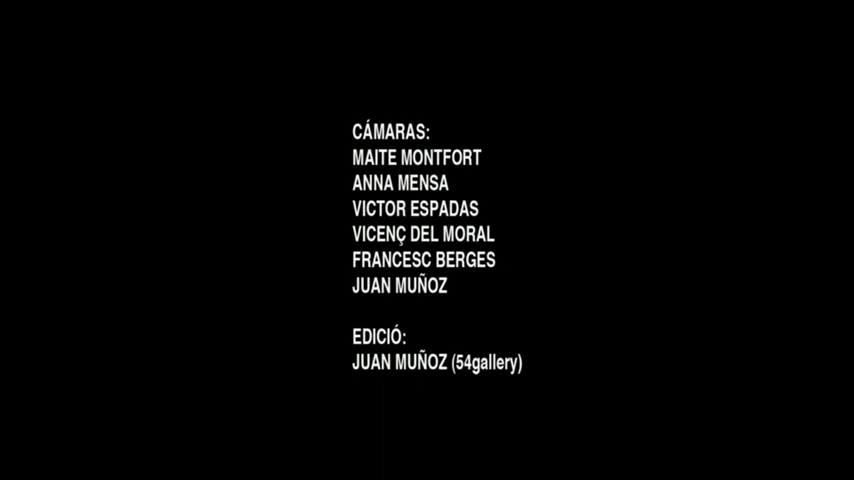 CÁMARAS:
MAITE MONTFORT
ANNA MENSA
VICTOR ESPADAS
VICENÇ DEL MORAL
FRANCESC BERGES
JUAN MUÑOZ
EDICIÓ:
JUAN MUÑOZ (54gallery)